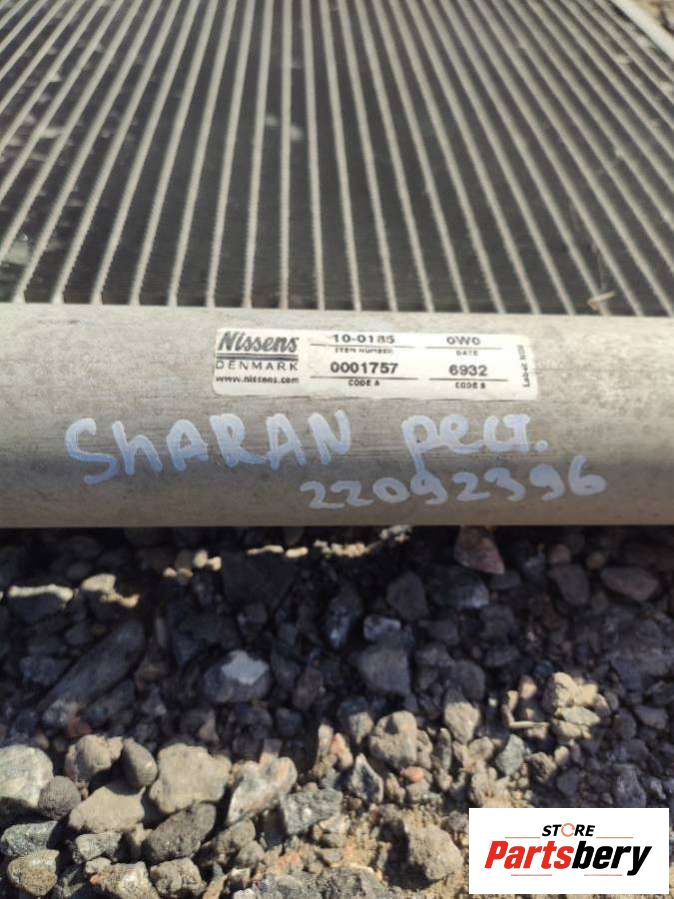 Nissens
DENMARK
www.nissens.com
10-0185
ITEM NUMBER
0W0
DATE
0001757
CODE A
6932
CODE B
ShARAN рест.
22092396
STORE
Partsbery